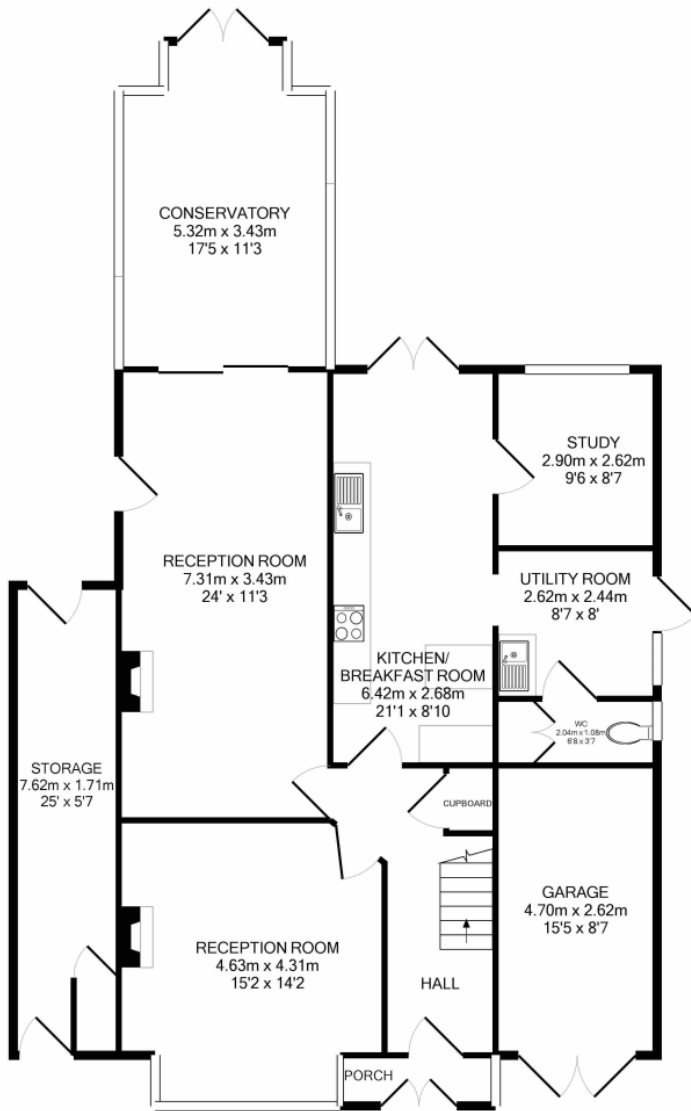 CONSERVATORY
5.32m x 3.43m
17'5 x 11'3
STUDY
2.90m x 2.62m
9'6 x 8'7
RECEPTION ROOM
7.31m x 3.43m
24' x 11'3
UTILITY ROOM
2.62m x 2.44m
8'7 x 8'
KITCHEN/
BREAKFAST ROOM
6.42m x 2.68m
21'1 x 8'10
WC
2.04m x 1.08m
6'8 x 3'7
STORAGE
7.62m x 1.71m
25' x 5'7
CUPBOARD
GARAGE
4.70m x 2.62m
15'5 x 8'7
RECEPTION ROOM
4.63m x 4.31m
15'2 x 14'2
HALL
PORCH